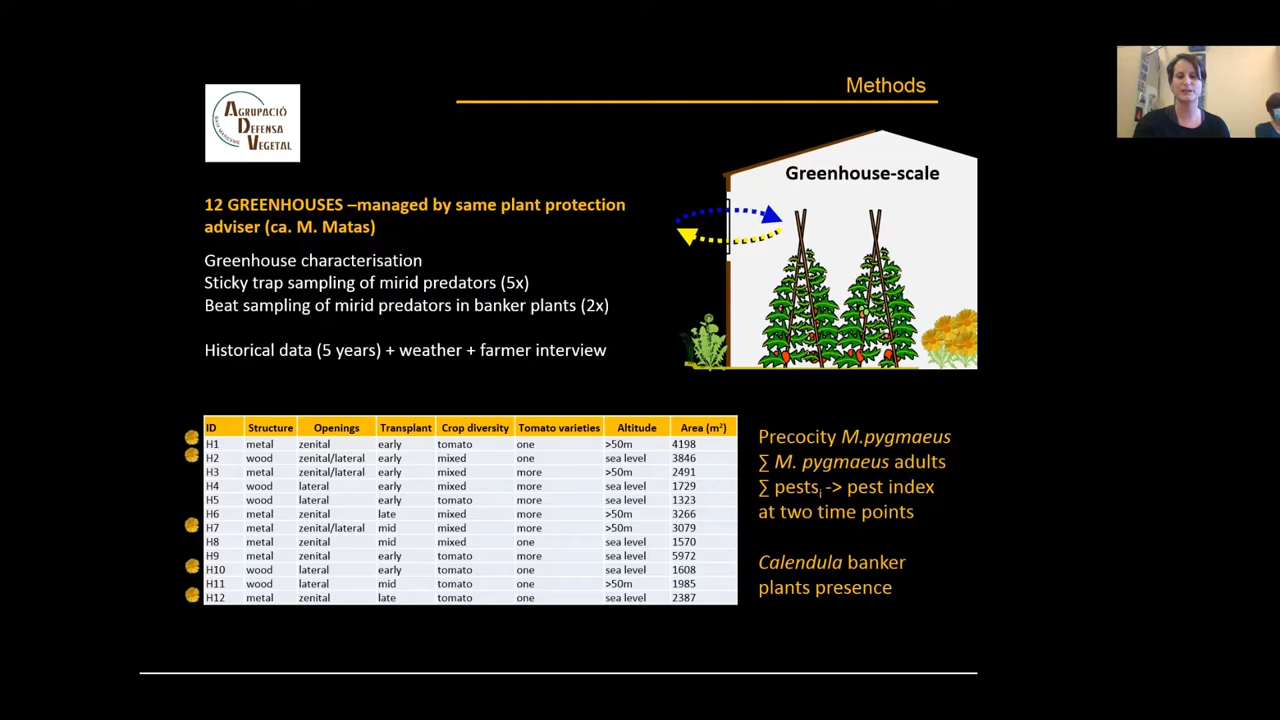 Methods
AGRUPACIÓ
DEFENSA
VEGETAL
BAIX MARESME
Greenhouse-scale
12 GREENHOUSES –managed by same plant protection
adviser (ca. M. Matas)
Greenhouse characterisation
Sticky trap sampling of mirid predators (5x)
Beat sampling of mirid predators in banker plants (2x)
Historical data (5 years) + weather + farmer interview
ID Structure Openings Transplant Crop diversity Tomato varieties Altitude Area (m²)
H1 metal zenital early tomato one >50m 4198
H2 wood zenital/lateral early mixed one sea level 3846
H3 metal zenital/lateral early mixed more >50m 2491
H4 wood lateral early mixed more sea level 1729
H5 wood lateral early tomato more sea level 1323
H6 metal zenital late mixed more >50m 3266
H7 metal zenital/lateral mid mixed more >50m 3079
H8 metal zenital mid mixed one sea level 1570
H9 metal zenital early tomato more sea level 5972
H10 wood lateral early tomato one sea level 1608
H11 wood lateral mid tomato one >50m 1985
H12 metal zenital late tomato one sea level 2387
Precocity M.pygmaeus
∑ M. pygmaeus adults
∑ pestsᵢ -> pest index
at two time points
Calendula banker
plants presence